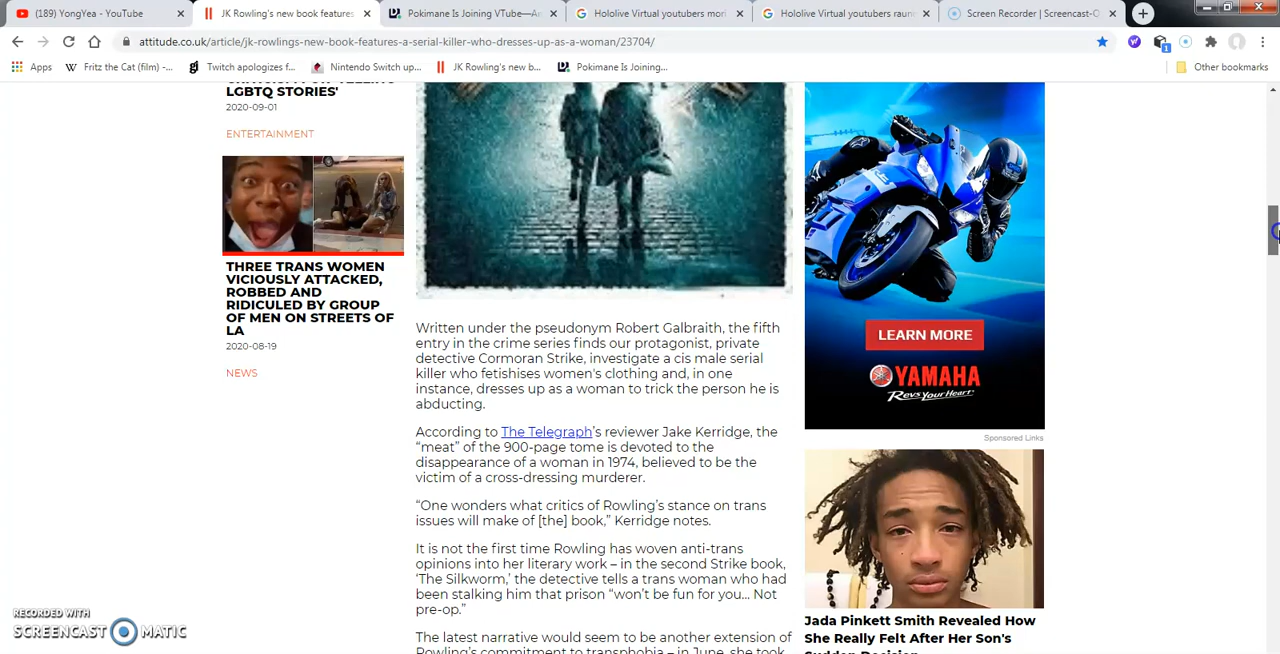 (189) YongYea - YouTube
JK Rowling's new book features
Pokimane Is Joining VTube—An
Hololive Virtual youtubers mori
Hololive Virtual youtubers raun
Screen Recorder | Screencast-O
attitude.co.uk/article/jk-rowlings-new-book-features-a-serial-killer-who-dresses-up-as-a-woman/23704/
1
Apps
Fritz the Cat (film) -...
Twitch apologizes f...
Nintendo Switch up...
JK Rowling's new b...
Pokimane Is Joining...
Other bookmarks
LGBTQ STORIES'
2020-09-01
ENTERTAINMENT
THREE TRANS WOMEN
VICIOUSLY ATTACKED,
ROBBED AND
RIDICULED BY GROUP
OF MEN ON STREETS OF
LA
2020-08-19
NEWS
Written under the pseudonym Robert Galbraith, the fifth
entry in the crime series finds our protagonist, private
detective Cormoran Strike, investigate a cis male serial
killer who fetishises women's clothing and, in one
instance, dresses up as a woman to trick the person he is
abducting.
According to The Telegraph's reviewer Jake Kerridge, the
“meat” of the 900-page tome is devoted to the
disappearance of a woman in 1974, believed to be the
victim of a cross-dressing murderer.
“One wonders what critics of Rowling's stance on trans
issues will make of [the] book,” Kerridge notes.
It is not the first time Rowling has woven anti-trans
opinions into her literary work – in the second Strike book,
'The Silkworm,' the detective tells a trans woman who had
been stalking him that prison “won't be fun for you... Not
pre-op.”
The latest narrative would seem to be another extension of
Rowling's commitment to transphobia – in June, she took
LEARN MORE
YAMAHA
Revs Your Heart
Sponsored Links
Jada Pinkett Smith Revealed How
She Really Felt After Her Son's
Sudden Decision
RECORDED WITH
SCREENCAST MATIC